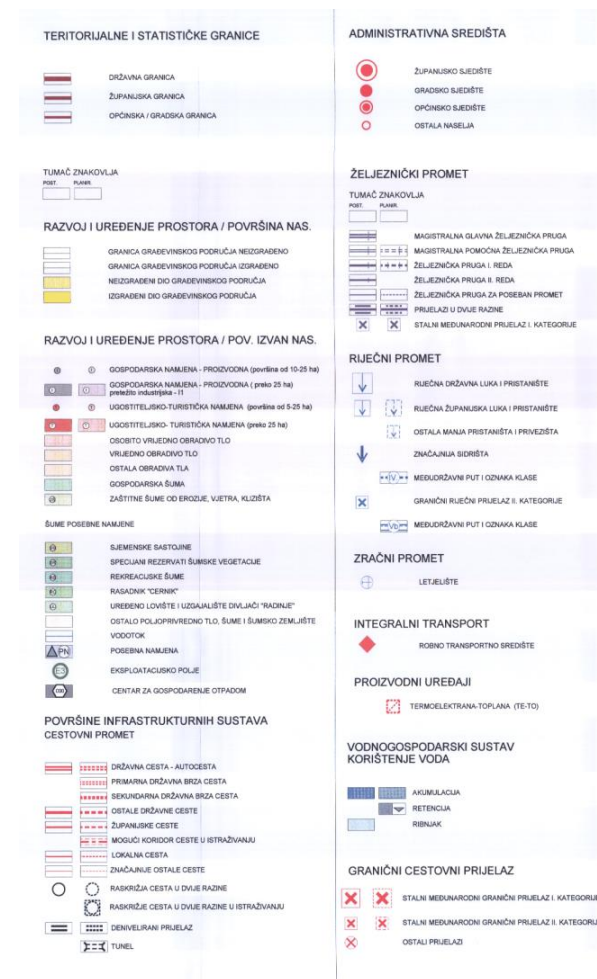 TERITORIJALNE I STATISTIČKE GRANICE
DRŽAVNA GRANICA
ŽUPANIJSKA GRANICA
OPĆINSKA / GRADSKA GRANICA
TUMAČ ZNAKOVLJA
POST. PLANIR.
RAZVOJ I UREĐENJE PROSTORA / POVRŠINA NAS.
GRANICA GRAĐEVINSKOG PODRUČJA NEIZGRAĐENO
GRANICA GRAĐEVINSKOG PODRUČJA IZGRAĐENO
NEIZGRAĐENI DIO GRAĐEVINSKOG PODRUČJA
IZGRAĐENI DIO GRAĐEVINSKOG PODRUČJA
RAZVOJ I UREĐENJE PROSTORA / POV. IZVAN NAS.
GOSPODARSKA NAMJENA - PROIZVODNA (površina od 10-25 ha)
GOSPODARSKA NAMJENA - PROIZVODNA ( preko 25 ha)
pretežito industrijska - I1
UGOSTITELJSKO-TURISTIČKA NAMJENA (površina od 5-25 ha)
UGOSTITELJSKO- TURISTIČKA NAMJENA (preko 25 ha)
OSOBITO VRIJEDNO OBRADIVO TLO
VRIJEDNO OBRADIVO TLO
OSTALA OBRADIVA TLA
GOSPODARSKA ŠUMA
ZAŠTITNE ŠUME OD EROZIJE, VJETRA, KLIZIŠTA
ŠUME POSEBNE NAMJENE
SJEMENSKE SASTOJINE
SPECIJANI REZERVATI ŠUMSKE VEGETACIJE
REKREACIJSKE ŠUME
RASADNIK "CERNIK"
UREĐENO LOVIŠTE I UZGAJALIŠTE DIVLJAČI "RADINJE"
OSTALO POLJOPRIVREDNO TLO, ŠUME I ŠUMSKO ZEMLJIŠTE
VODOTOK
PN POSEBNA NAMJENA
EKSPLOATACIJSKO POLJE
CENTAR ZA GOSPODARENJE OTPADOM
POVRŠINE INFRASTRUKTURNIH SUSTAVA
CESTOVNI PROMET
DRŽAVNA CESTA - AUTOCESTA
PRIMARNA DRŽAVNA BRZA CESTA
SEKUNDARNA DRŽAVNA BRZA CESTA
OSTALE DRŽAVNE CESTE
ŽUPANIJSKE CESTE
MOGUĆI KORIDOR CESTE U ISTRAŽIVANJU
LOKALNA CESTA
ZNAČAJNIJE OSTALE CESTE
RASKRIŽJA CESTA U DVIJE RAZINE
RASKRIŽJE CESTA U DVIJE RAZINE U ISTRAŽIVANJU
DENIVELIRANI PRIJELAZ
TUNEL
ADMINISTRATIVNA SREDIŠTA
ŽUPANIJSKO SJEDIŠTE
GRADSKO SJEDIŠTE
OPĆINSKO SJEDIŠTE
OSTALA NASELJA
ŽELJEZNIČKI PROMET
TUMAČ ZNAKOVLJA
POST. PLANIR.
MAGISTRALNA GLAVNA ŽELJEZNIČKA PRUGA
MAGISTRALNA POMOĆNA ŽELJEZNIČKA PRUGA
ŽELJEZNIČKA PRUGA I. REDA
ŽELJEZNIČKA PRUGA II. REDA
ŽELJEZNIČKA PRUGA ZA POSEBAN PROMET
PRIJELAZI U DVIJE RAZINE
STALNI MEĐUNARODNI PRIJELAZ I. KATEGORIJE
RIJEČNI PROMET
RIJEČNA DRŽAVNA LUKA I PRISTANIŠTE
RIJEČNA ŽUPANIJSKA LUKA I PRISTANIŠTE
OSTALA MANJA PRISTANIŠTA I PRIVEZIŠTA
ZNAČAJNIJA SIDRIŠTA
IV MEĐUDRŽAVNI PUT I OZNAKA KLASE
GRANIČNI RIJEČNI PRIJELAZ II. KATEGORIJE
Vb MEĐUDRŽAVNI PUT I OZNAKA KLASE
ZRAČNI PROMET
LETJELIŠTE
INTEGRALNI TRANSPORT
ROBNO TRANSPORTNO SREDIŠTE
PROIZVODNI UREĐAJI
TERMOELEKTRANA-TOPLANA (TE-TO)
VODNOGOSPODARSKI SUSTAV
KORIŠTENJE VODA
AKUMULACIJA
RETENCIJA
RIBNJAK
GRANIČNI CESTOVNI PRIJELAZ
STALNI MEĐUNARODNI GRANIČNI PRIJELAZ I. KATEGORIJE
STALNI MEĐUNARODNI GRANIČNI PRIJELAZ II. KATEGORIJ
OSTALI PRIJELAZI